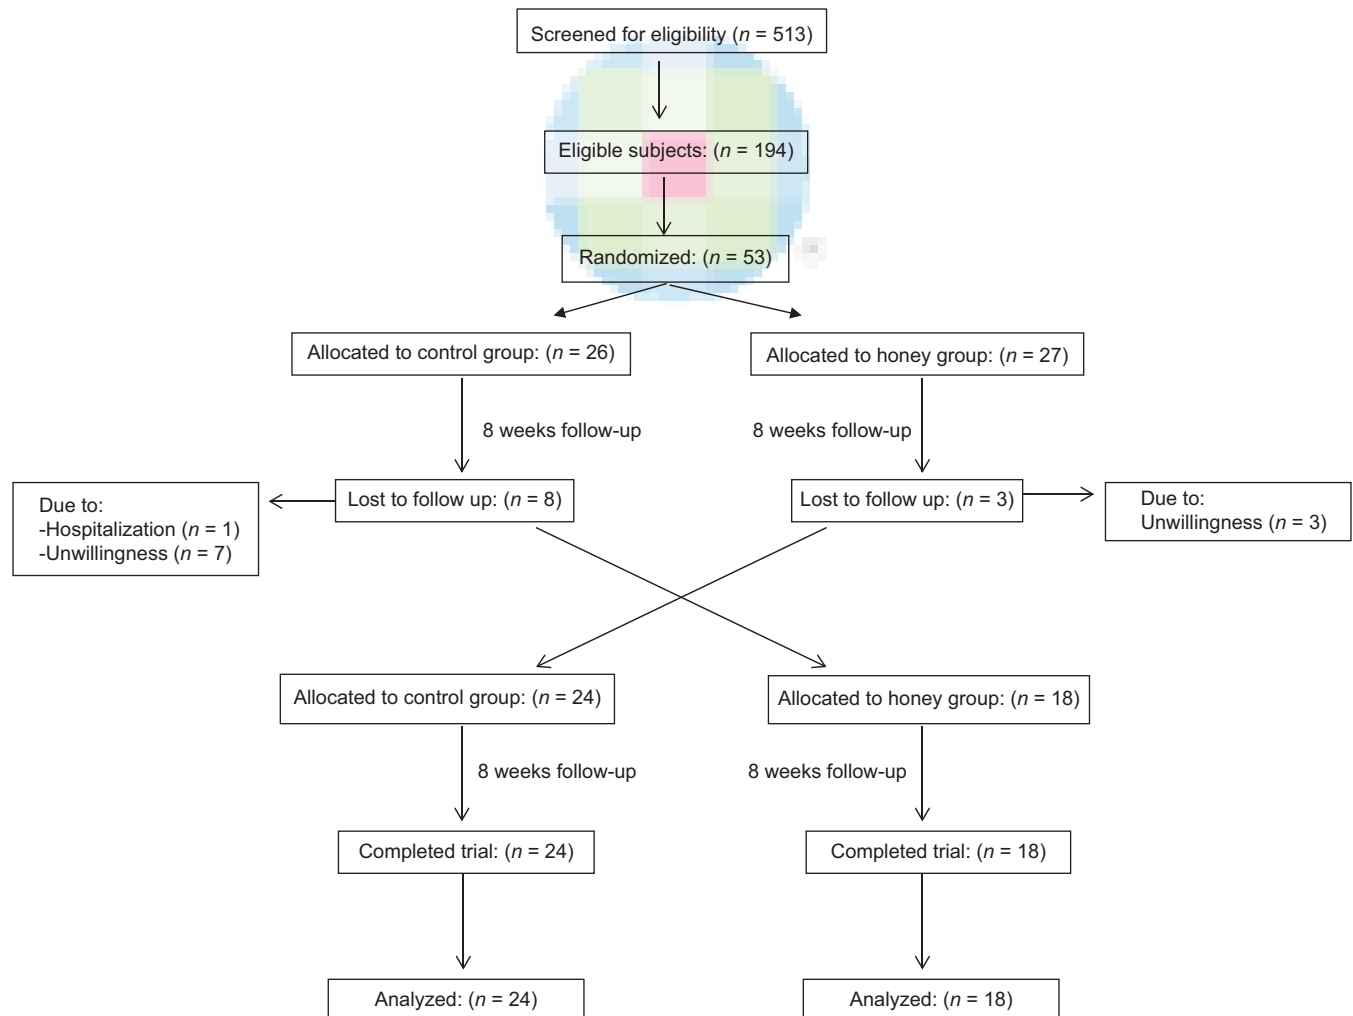 Screened for eligibility (n = 513)
Eligible subjects: (n = 194)
Randomized: (n = 53)
Allocated to control group: (n = 26)
Allocated to honey group: (n = 27)
8 weeks follow-up
8 weeks follow-up
Due to:
-Hospitalization (n = 1)
-Unwillingness (n = 7)
Lost to follow up: (n = 8)
Lost to follow up: (n = 3)
Due to:
Unwillingness (n = 3)
Allocated to control group: (n = 24)
Allocated to honey group: (n = 18)
8 weeks follow-up
8 weeks follow-up
Completed trial: (n = 24)
Completed trial: (n = 18)
Analyzed: (n = 24)
Analyzed: (n = 18)